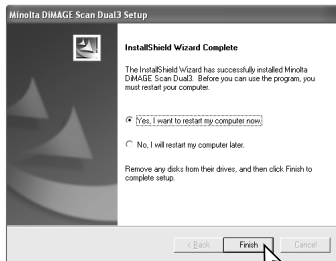 Minolta DiMAGE Scan Dual3 Setup
InstallShield Wizard Complete
The InstallShield Wizard has successfully installed Minolta
DiMAGE Scan Dual3. Before you can use the program, you
must restart your computer.
Yes, I want to restart my computer now.
No, I will restart my computer later.
Remove any disks from their drives, and then click Finish to
complete setup.
< Back Finish Cancel